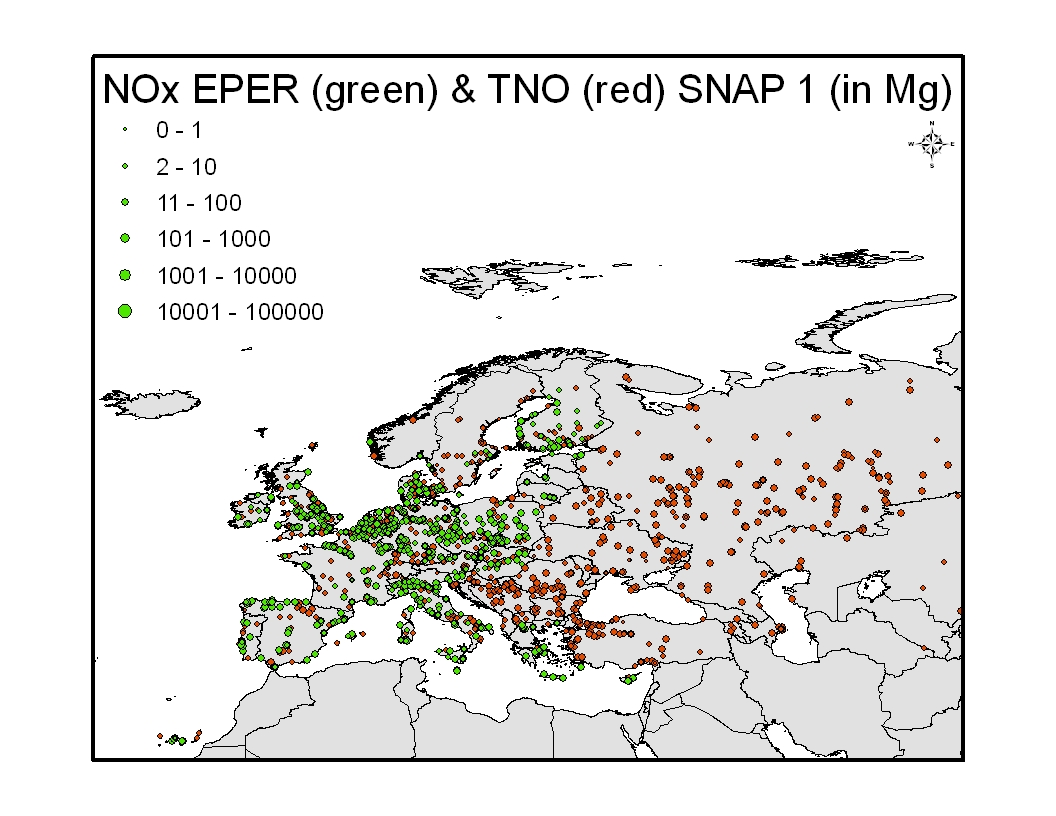 NOx EPER (green) & TNO (red) SNAP 1 (in Mg)
0 - 1
2 - 10
11 - 100
101 - 1000
1001 - 10000
10001 - 100000
N
W E
S